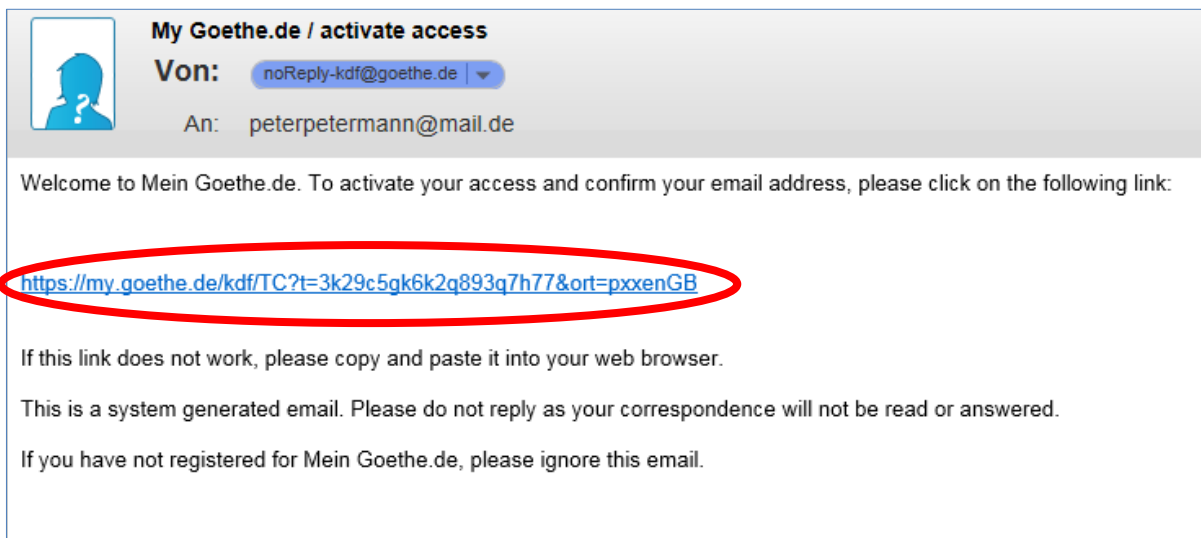 My Goethe.de / activate access
Von: noReply-kdf@goethe.de
An: peterpetermann@mail.de
Welcome to Mein Goethe.de. To activate your access and confirm your email address, please click on the following link:
https://my.goethe.de/kdf/TC?t=3k29c5gk6k2q893q7h77&ort=pxxenGB
If this link does not work, please copy and paste it into your web browser.
This is a system generated email. Please do not reply as your correspondence will not be read or answered.
If you have not registered for Mein Goethe.de, please ignore this email.